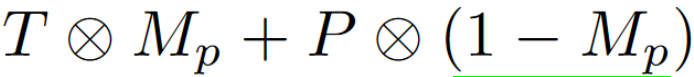 T ⊗ M_p + P ⊗ (1 − M_p)